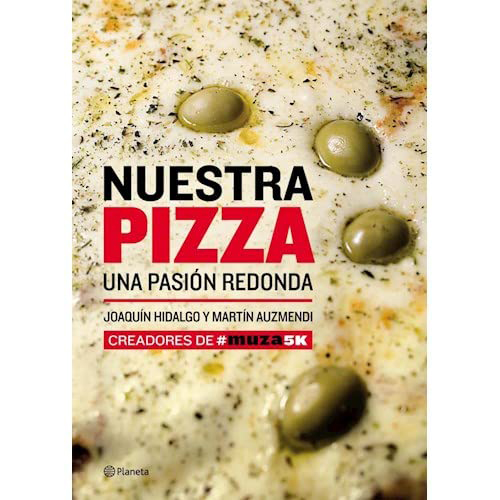 NUESTRA
PIZZA
UNA PASIÓN REDONDA
JOAQUÍN HIDALGO Y MARTÍN AUZMENDI
CREADORES DE #muza5K
Planeta